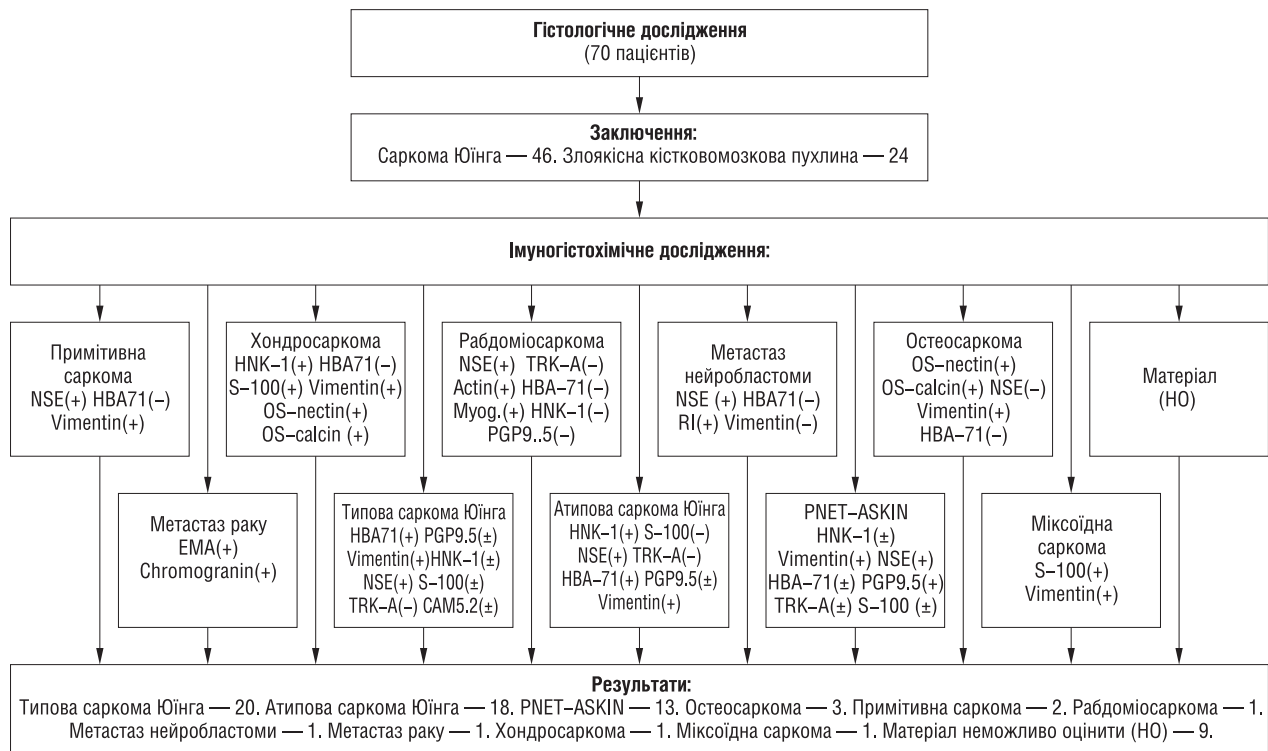 Гістологічне дослідження
(70 пацієнтів)
Заключення:
Саркома Юїнга — 46. Злоякісна кістковомозкова пухлина — 24
Імуногістохімічне дослідження:
Примітивна
саркома
NSE(+) HBA71(–)
Vimentin(+)
Хондросаркома
HNK–1(+) HBA71(–)
S–100(+) Vimentin(+)
OS–nectin(+)
OS–calcin (+)
Рабдоміосаркома
NSE(+) TRK–A(–)
Actin(+) HBA–71(–)
Myog.(+) HNK–1(–)
PGP9..5(–)
Метастаз
нейробластоми
NSE (+) HBA71(–)
RI(+) Vimentin(–)
Остеосаркома
OS–nectin(+)
OS–calcin(+) NSE(–)
Vimentin(+)
HBA–71(–)
Матеріал
(НО)
Метастаз раку
EMA(+)
Chromogranin(+)
Типова саркома Юїнга
HBA71(+) PGP9.5(±)
Vimentin(+)HNK–1(±)
NSE(+) S–100(±)
TRK–A(–) CAM5.2(±)
Атипова саркома Юїнга
HNK–1(+) S–100(–)
NSE(+) TRK–A(–)
HBA–71(+) PGP9.5(±)
Vimentin(+)
PNET–ASKIN
HNK–1(±)
Vimentin(+) NSE(+)
HBA–71(±) PGP9.5(+)
TRK–A(±) S–100 (±)
Міксоїдна
саркома
S–100(+)
Vimentin(+)
Результати:
Типова саркома Юїнга — 20. Атипова саркома Юїнга — 18. PNET–ASKIN — 13. Остеосаркома — 3. Примітивна саркома — 2. Рабдоміосаркома — 1.
Метастаз нейробластоми — 1. Метастаз раку — 1. Хондросаркома — 1. Міксоїдна саркома — 1. Матеріал неможливо оцінити (НО) — 9.